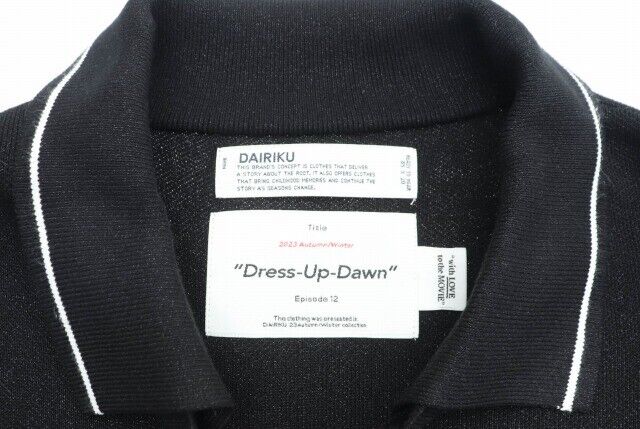 DAIRIKU
THIS BRAND'S CONCEPT IS CLOTHES THAT DELIVER
A STORY ABOUT THE ROOT, IT ALSO OFFERS CLOTHES
THAT BRING CHILDHOOD MEMORIES AND CONTINUE THE
STORY AS SEASONS CHANGE.
Title
2023 Autumn/Winter
"Dress-Up-Dawn"
Episode.12
This clothing was presented in
DAIRIKU 23 Autumn/Winter collection.
"with LOVE
to the MOVIE"